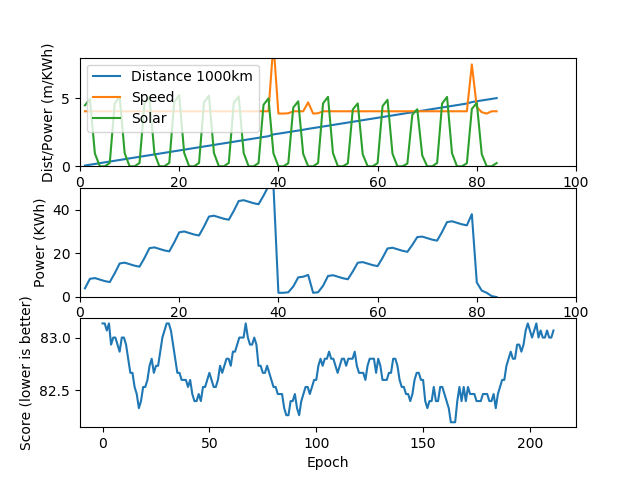 Dist/Power (m/KWh)
5
0
Distance 1000km
Speed
Solar
0 20 40 60 80 100
Power (KWh)
40
20
0
0 20 40 60 80 100
Score (lower is better)
83.0
82.5
0 50 100 150 200
Epoch